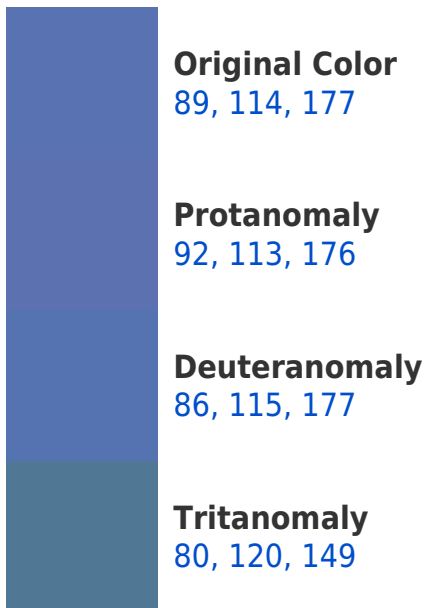 Original Color
89, 114, 177
Protanomaly
92, 113, 176
Deuteranomaly
86, 115, 177
Tritanomaly
80, 120, 149